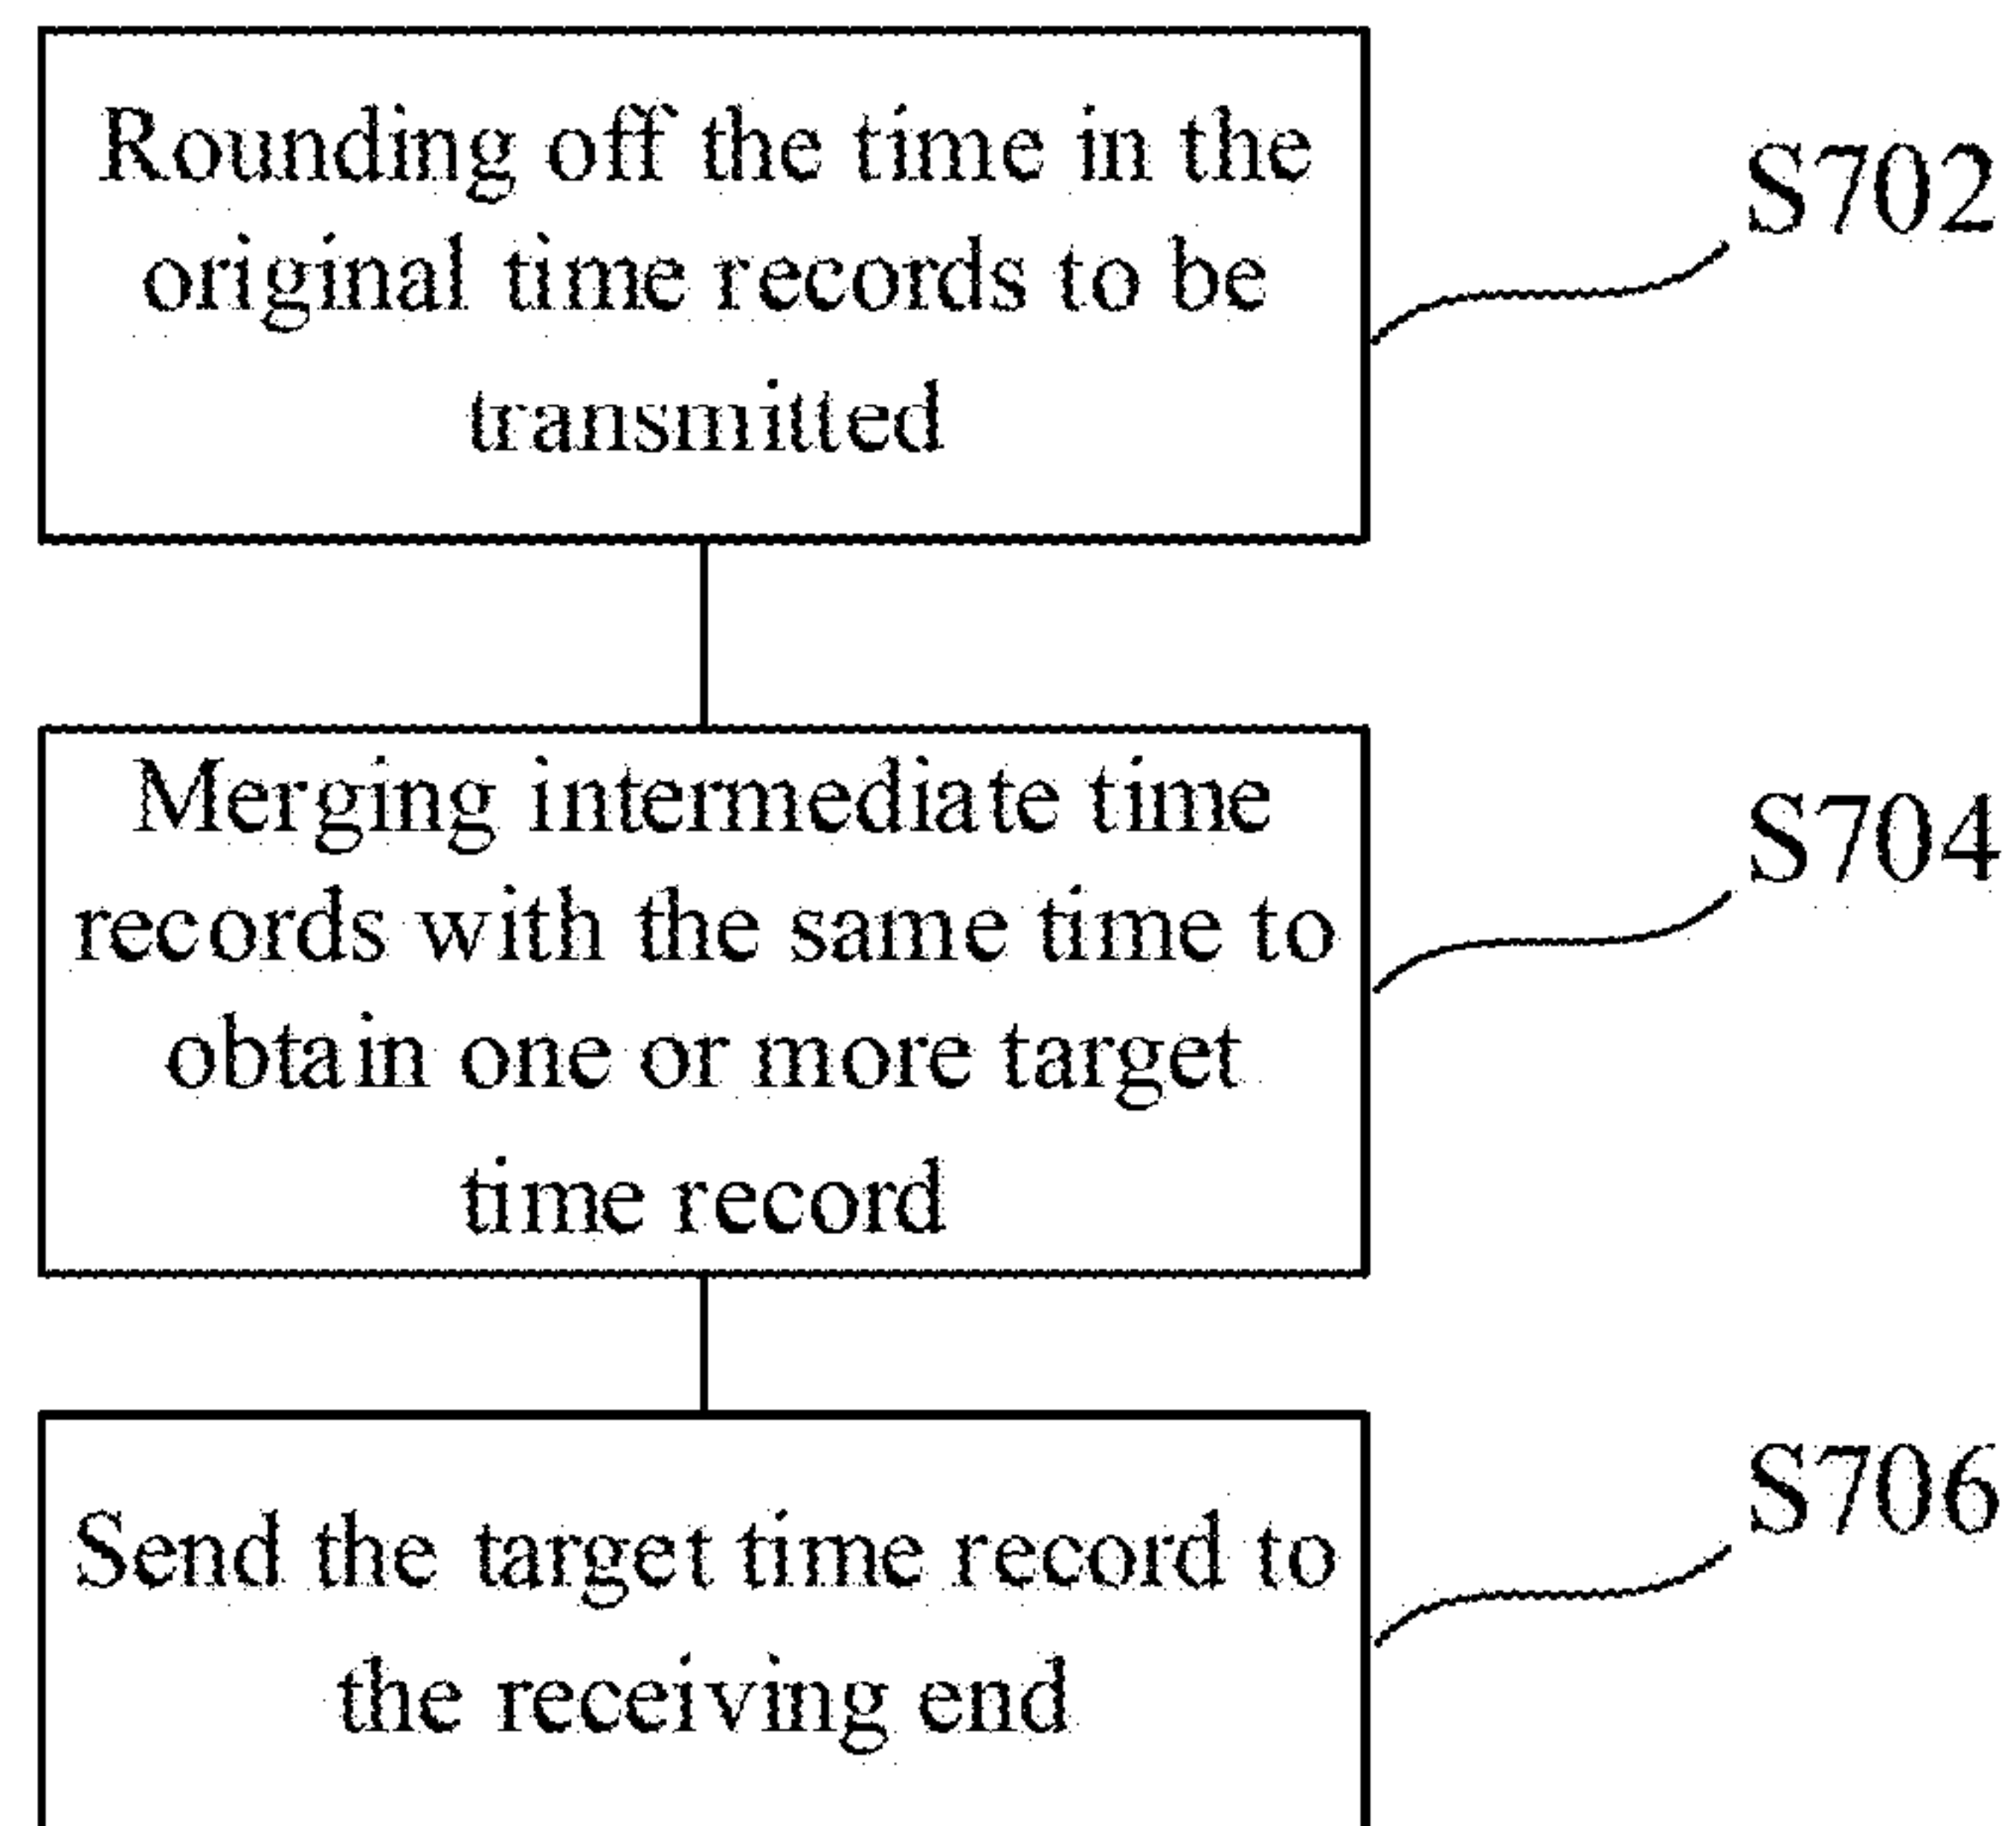 Rounding off the time in the
original time records to be
transmitted
S702
Merging intermediate time
records with the same time to
obtain one or more target
time record
S704
Send the target time record to
the receiving end
S706